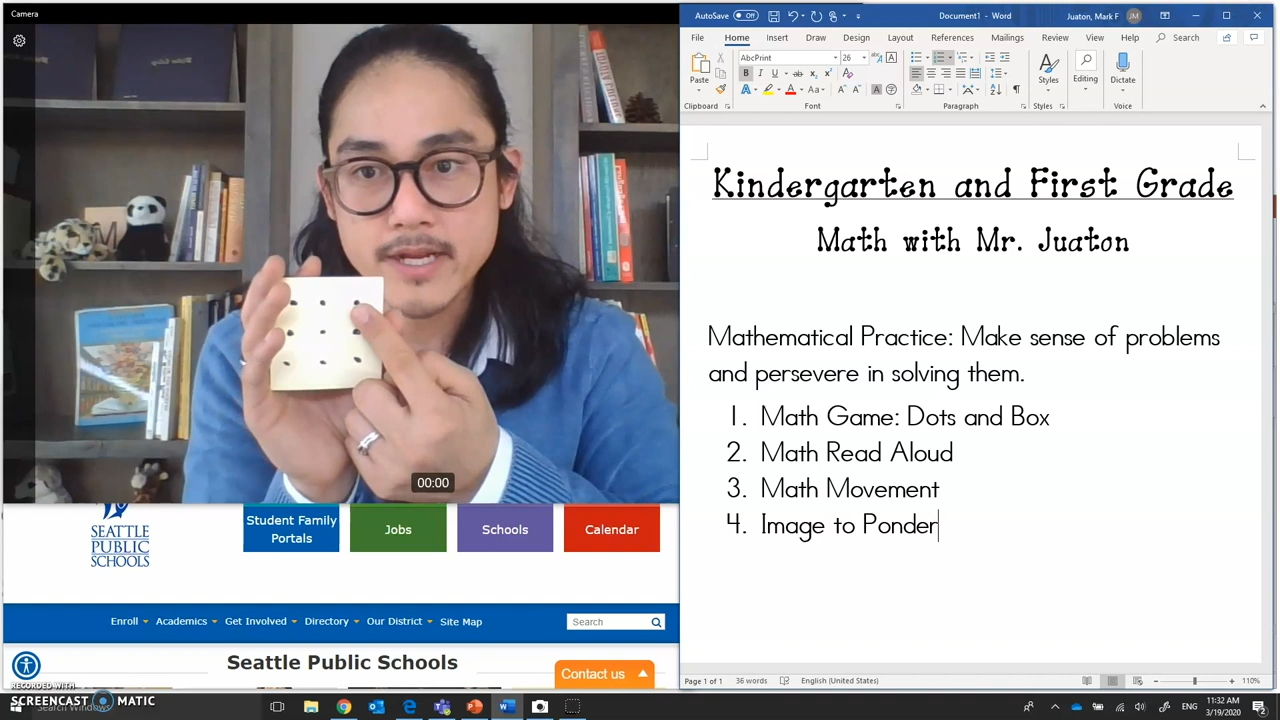 Camera
00:00
SEATTLE
PUBLIC
SCHOOLS
Student Family
Portals
Jobs
Schools
Calendar
Enroll
Academics
Get Involved
Directory
Our District
Site Map
Search
Seattle Public Schools
Contact us
RECORDED WITH
SCREENCAST MATIC
Search Windows
AutoSave Off
Document1 - Word
Juaton, Mark F
JM
File Home Insert Draw Design Layout References Mailings Review View Help Search
AbcPrint
26
Paste
Styles
Editing
Dictate
Clipboard Font Paragraph Styles Voice
Kindergarten and First Grade
Math with Mr. Juaton
Mathematical Practice: Make sense of problems
and persevere in solving them.
1. Math Game: Dots and Box
2. Math Read Aloud
3. Math Movement
4. Image to Ponder
Page 1 of 1 36 words English (United States) 110%
ENG
11:32 AM
3/19/2020